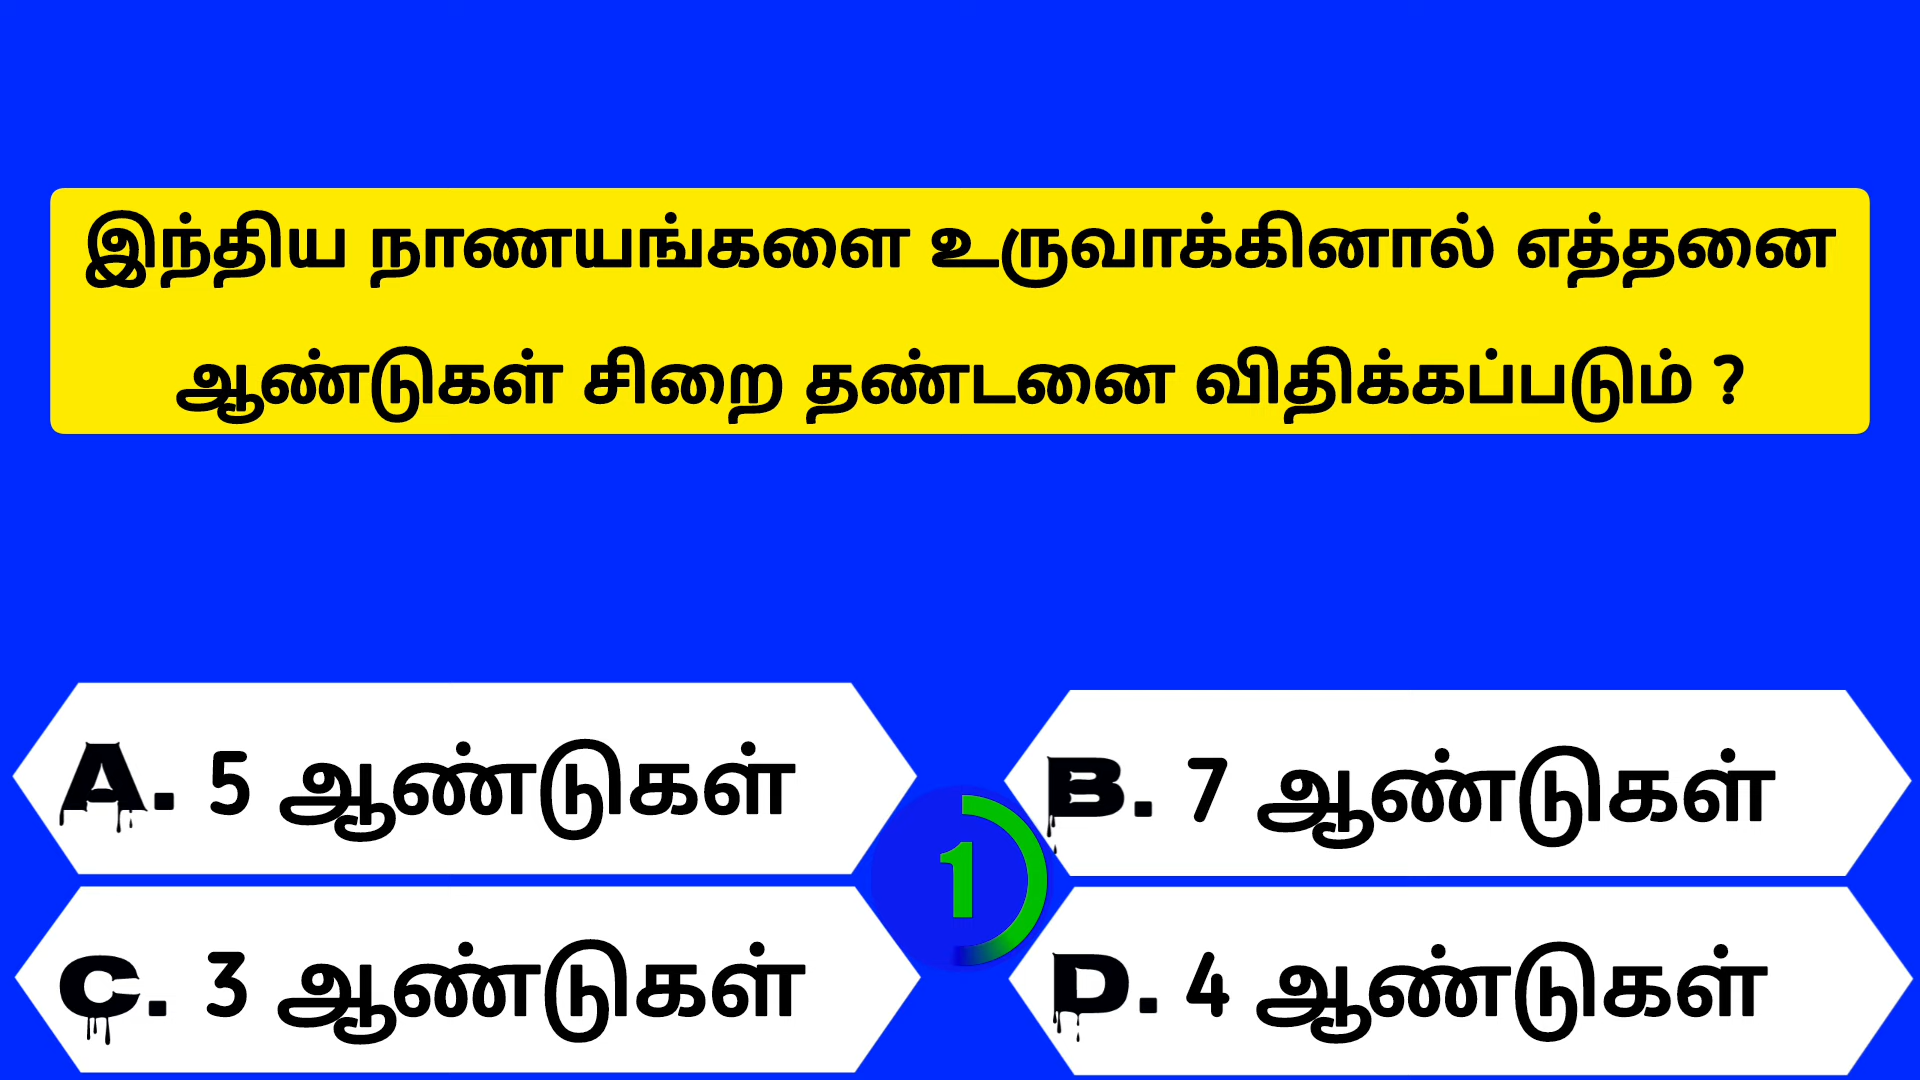 இந்திய நாணயங்களை உருவாக்கினால் எத்தனை
ஆண்டுகள் சிறை தண்டனை விதிக்கப்படும் ?
A. 5 ஆண்டுகள்
B. 7 ஆண்டுகள்
1
C. 3 ஆண்டுகள்
D. 4 ஆண்டுகள்